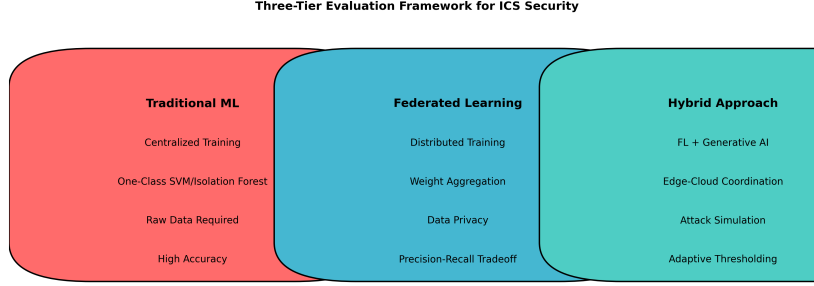 Three-Tier Evaluation Framework for ICS Security
Traditional ML
Centralized Training
One-Class SVM/Isolation Forest
Raw Data Required
High Accuracy
Federated Learning
Distributed Training
Weight Aggregation
Data Privacy
Precision-Recall Tradeoff
Hybrid Approach
FL + Generative AI
Edge-Cloud Coordination
Attack Simulation
Adaptive Thresholding